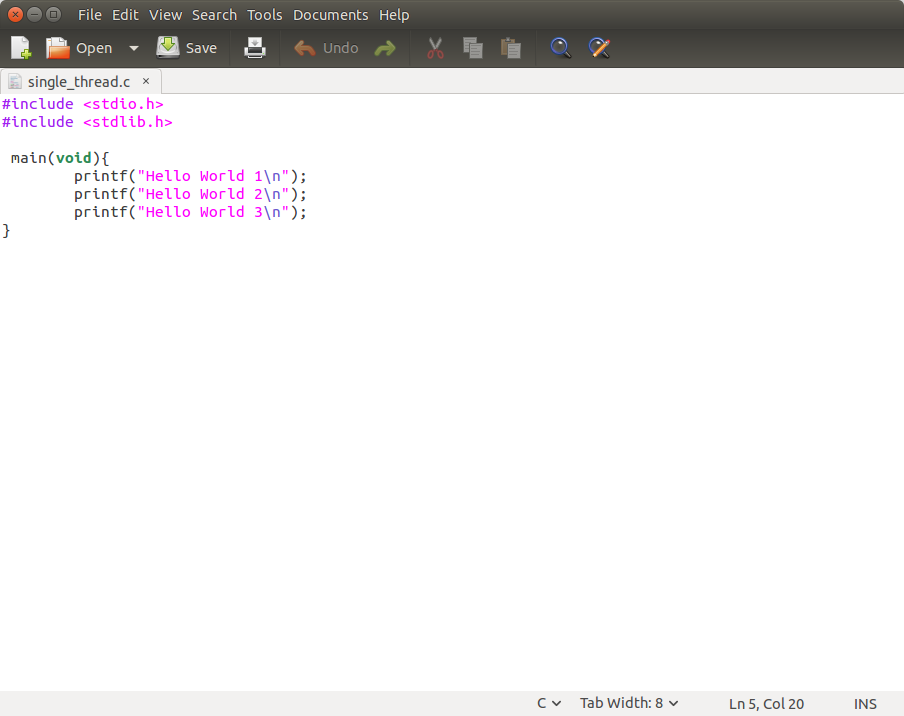 File Edit View Search Tools Documents Help
Open Save Undo
single_thread.c ×
#include <stdio.h>
#include <stdlib.h>
 main(void){
        printf("Hello World 1\n");
        printf("Hello World 2\n");
        printf("Hello World 3\n");
}
C Tab Width: 8 Ln 5, Col 20 INS